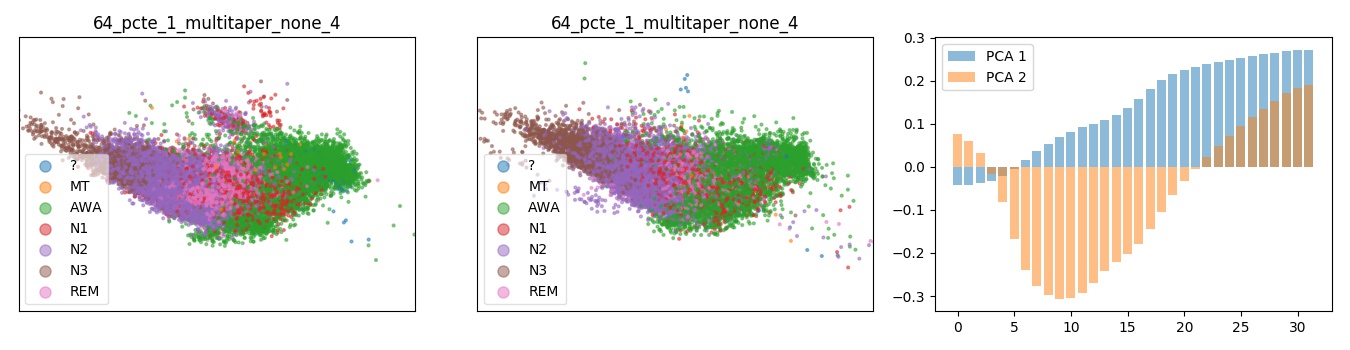 64_pcte_1_multitaper_none_4
?
MT
AWA
N1
N2
N3
REM
64_pcte_1_multitaper_none_4
?
MT
AWA
N1
N2
N3
REM
PCA 1
PCA 2
0.3
0.2
0.1
0.0
−0.1
−0.2
−0.3
0 5 10 15 20 25 30